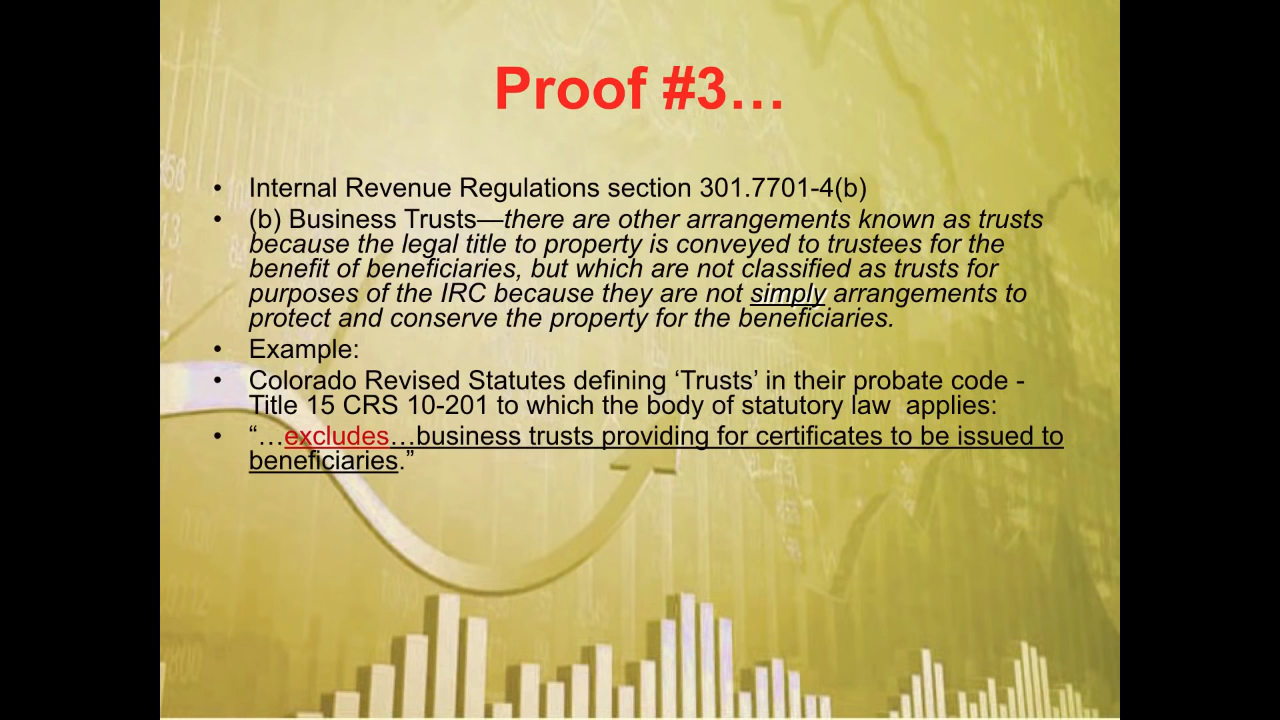 Proof #3…
• Internal Revenue Regulations section 301.7701-4(b)
• (b) Business Trusts—there are other arrangements known as trusts
because the legal title to property is conveyed to trustees for the
benefit of beneficiaries, but which are not classified as trusts for
purposes of the IRC because they are not simply arrangements to
protect and conserve the property for the beneficiaries.
• Example:
• Colorado Revised Statutes defining ‘Trusts’ in their probate code -
Title 15 CRS 10-201 to which the body of statutory law applies:
• “…excludes…business trusts providing for certificates to be issued to
beneficiaries.”